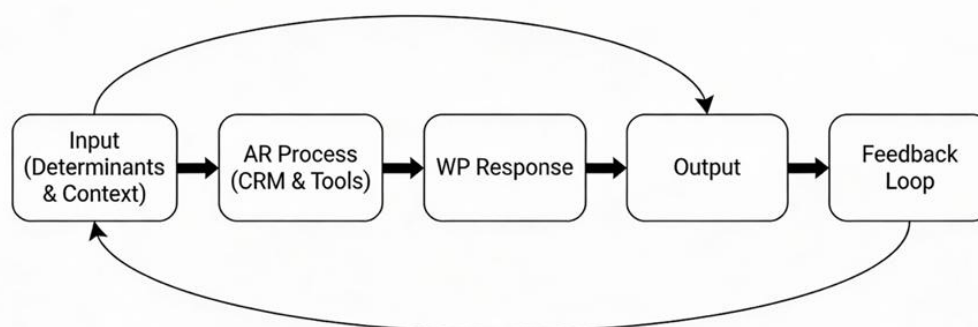 Input
(Determinants
& Context)
AR Process
(CRM & Tools)
WP Response
Output
Feedback
Loop